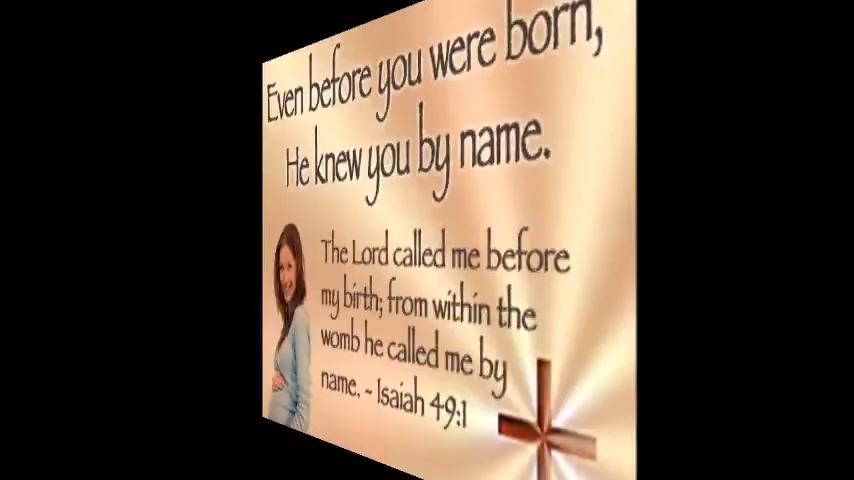 Even before you were born,
He knew you by name.
The Lord called me before
my birth; from within the
womb he called me by
name. ~ Isaiah 49:1